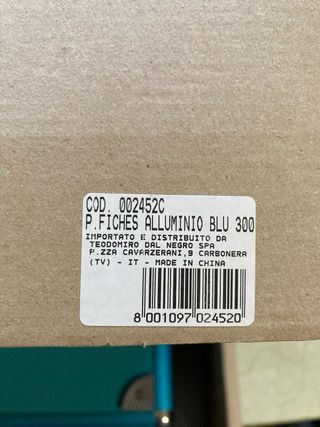 COD. 002452C
P.FICHES ALLUMINIO BLU 300
IMPORTATO E DISTRIBUITO DA
TEODOMIRO DAL NEGRO SPA
P.ZZA CAVARZERANI,9 CARBONERA
(TV) - IT - MADE IN CHINA
8 001097 024520